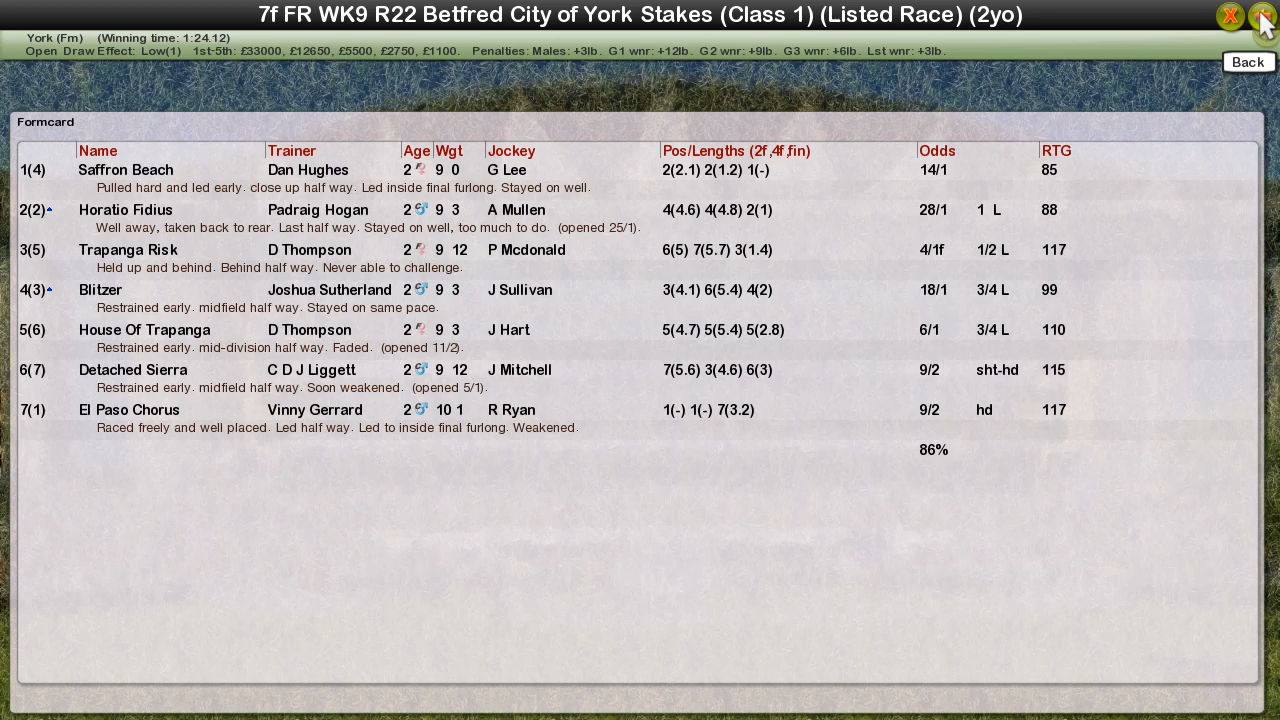 7f FR WK9 R22 Betfred City of York Stakes (Class 1) (Listed Race) (2yo)
X
York (Fm) (Winning time: 1:24.12)
Open Draw Effect: Low(1) 1st-5th: £33000, £12650, £5500, £2750, £1100. Penalties: Males: +3lb. G1 wnr: +12lb. G2 wnr: +9lb. G3 wnr: +6lb. Lst wnr: +3lb.
Back
Formcard
Name Trainer Age Wgt Jockey Pos/Lengths (2f,4f,fin) Odds RTG
1(4) Saffron Beach Dan Hughes 2 9 0 G Lee 2(2.1) 2(1.2) 1(-) 14/1 85
Pulled hard and led early. close up half way. Led inside final furlong. Stayed on well.
2(2) Horatio Fidius Padraig Hogan 2 9 3 A Mullen 4(4.6) 4(4.8) 2(1) 28/1 1 L 88
Well away, taken back to rear. Last half way. Stayed on well, too much to do. (opened 25/1).
3(5) Trapanga Risk D Thompson 2 9 12 P Mcdonald 6(5) 7(5.7) 3(1.4) 4/1f 1/2 L 117
Held up and behind. Behind half way. Never able to challenge.
4(3) Blitzer Joshua Sutherland 2 9 3 J Sullivan 3(4.1) 6(5.4) 4(2) 18/1 3/4 L 99
Restrained early. midfield half way. Stayed on same pace.
5(6) House Of Trapanga D Thompson 2 9 3 J Hart 5(4.7) 5(5.4) 5(2.8) 6/1 3/4 L 110
Restrained early. mid-division half way. Faded. (opened 11/2).
6(7) Detached Sierra C D J Liggett 2 9 12 J Mitchell 7(5.6) 3(4.6) 6(3) 9/2 sht-hd 115
Restrained early. midfield half way. Soon weakened. (opened 5/1).
7(1) El Paso Chorus Vinny Gerrard 2 10 1 R Ryan 1(-) 1(-) 7(3.2) 9/2 hd 117
Raced freely and well placed. Led half way. Led to inside final furlong. Weakened.
86%